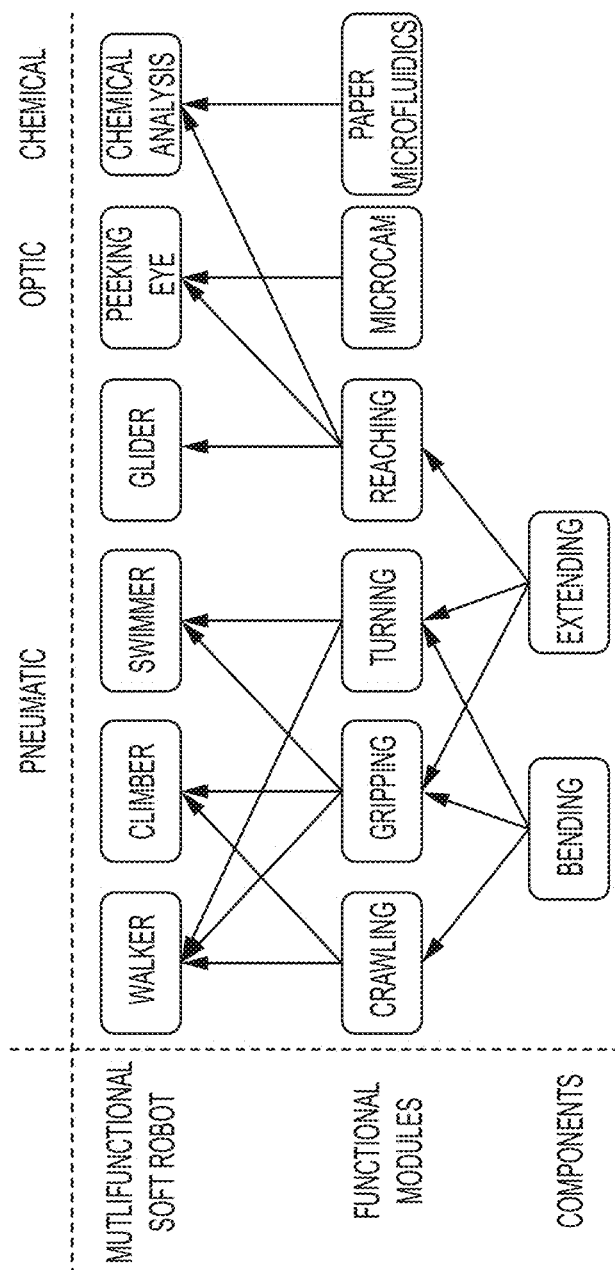 PNEUMATIC
OPTIC
CHEMICAL
MUTLIFUNCTIONAL
SOFT ROBOT
WALKER
CLIMBER
SWIMMER
GLIDER
PEEKING
EYE
CHEMICAL
ANALYSIS
FUNCTIONAL
MODULES
CRAWLING
GRIPPING
TURNING
REACHING
MICROCAM
PAPER
MICROFLUIDICS
COMPONENTS
BENDING
EXTENDING